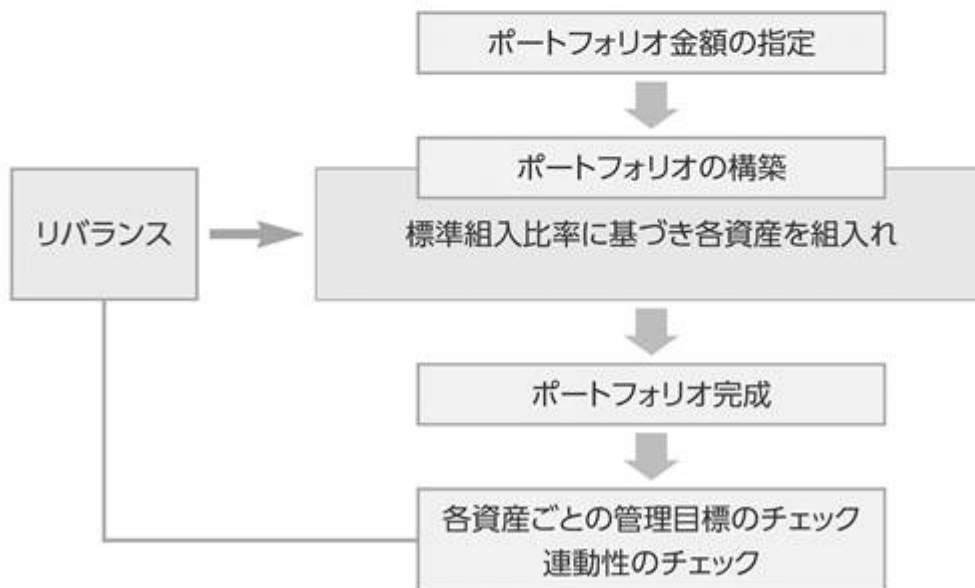 ポートフォリオ金額の指定
ポートフォリオの構築
リバランス
標準組入比率に基づき各資産を組入れ
ポートフォリオ完成
各資産ごとの管理目標のチェック
連動性のチェック